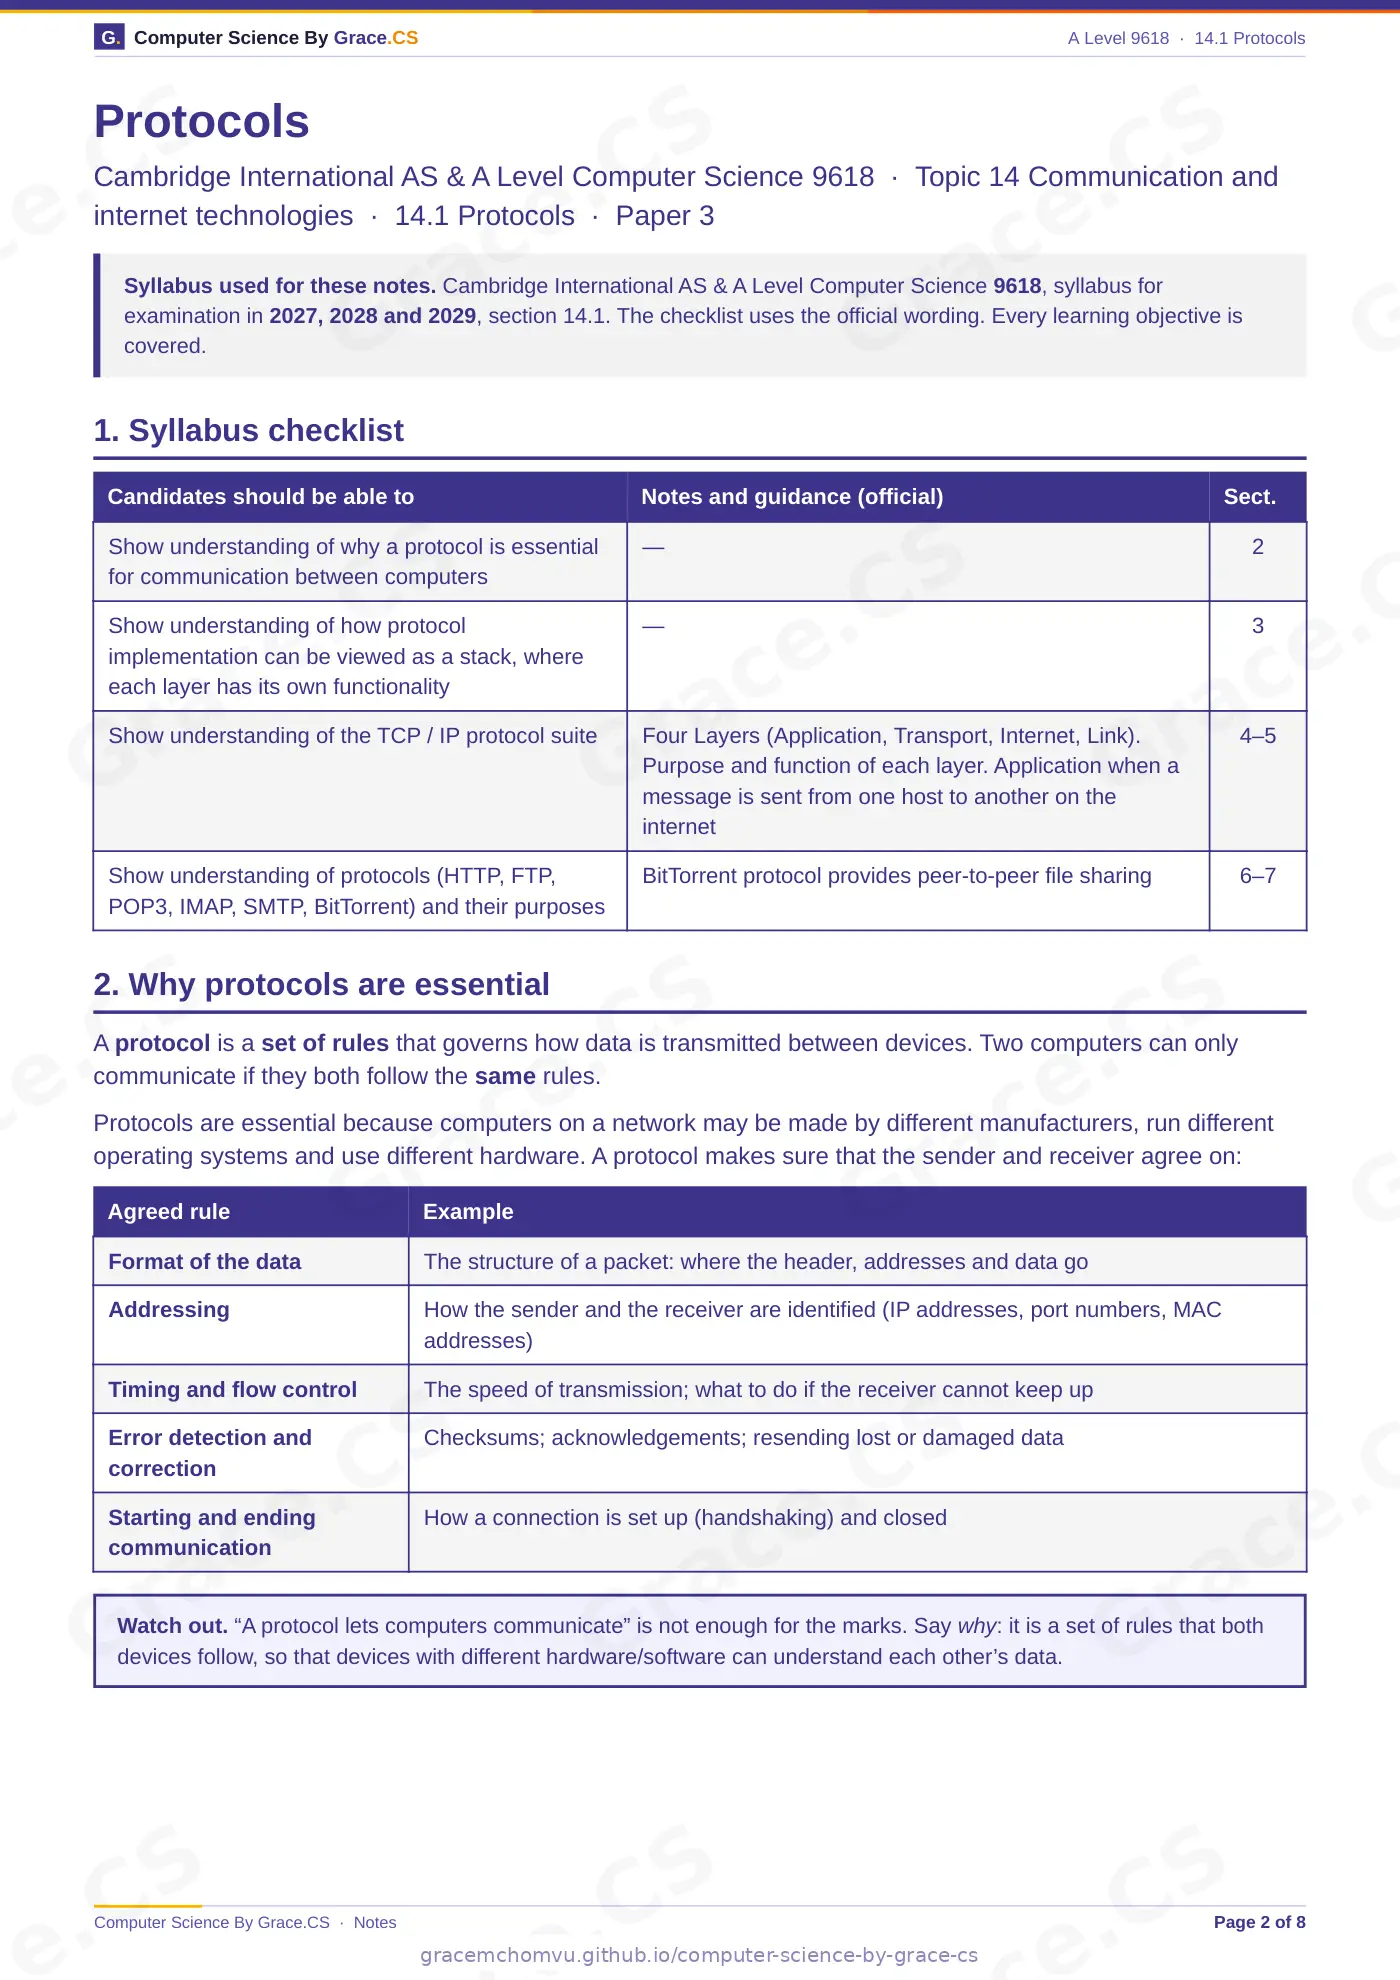 G. Computer Science By Grace.CS
A Level 9618 · 14.1 Protocols
Protocols
Cambridge International AS & A Level Computer Science 9618 · Topic 14 Communication and
internet technologies · 14.1 Protocols · Paper 3
Syllabus used for these notes. Cambridge International AS & A Level Computer Science 9618, syllabus for
examination in 2027, 2028 and 2029, section 14.1. The checklist uses the official wording. Every learning objective is
covered.
1. Syllabus checklist
Candidates should be able to
Notes and guidance (official)
Sect.
Show understanding of why a protocol is essential
for communication between computers
—
2
Show understanding of how protocol
implementation can be viewed as a stack, where
each layer has its own functionality
—
3
Show understanding of the TCP / IP protocol suite
Four Layers (Application, Transport, Internet, Link).
Purpose and function of each layer. Application when a
message is sent from one host to another on the
internet
4–5
Show understanding of protocols (HTTP, FTP,
POP3, IMAP, SMTP, BitTorrent) and their purposes
BitTorrent protocol provides peer-to-peer file sharing
6–7
2. Why protocols are essential
A protocol is a set of rules that governs how data is transmitted between devices. Two computers can only
communicate if they both follow the same rules.
Protocols are essential because computers on a network may be made by different manufacturers, run different
operating systems and use different hardware. A protocol makes sure that the sender and receiver agree on:
Agreed rule
Example
Format of the data
The structure of a packet: where the header, addresses and data go
Addressing
How the sender and the receiver are identified (IP addresses, port numbers, MAC
addresses)
Timing and flow control
The speed of transmission; what to do if the receiver cannot keep up
Error detection and
correction
Checksums; acknowledgements; resending lost or damaged data
Starting and ending
communication
How a connection is set up (handshaking) and closed
Watch out. “A protocol lets computers communicate” is not enough for the marks. Say why: it is a set of rules that both
devices follow, so that devices with different hardware/software can understand each other’s data.
Computer Science By Grace.CS · Notes
Page 2 of 8
gracemchomvu.github.io/computer-science-by-grace-cs